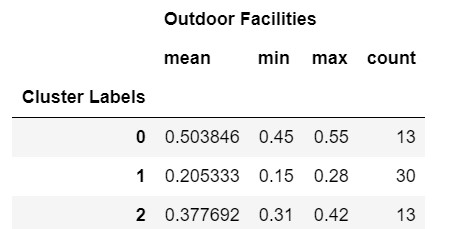 Outdoor Facilities
mean min max count
Cluster Labels
0 0.503846 0.45 0.55 13
1 0.205333 0.15 0.28 30
2 0.377692 0.31 0.42 13